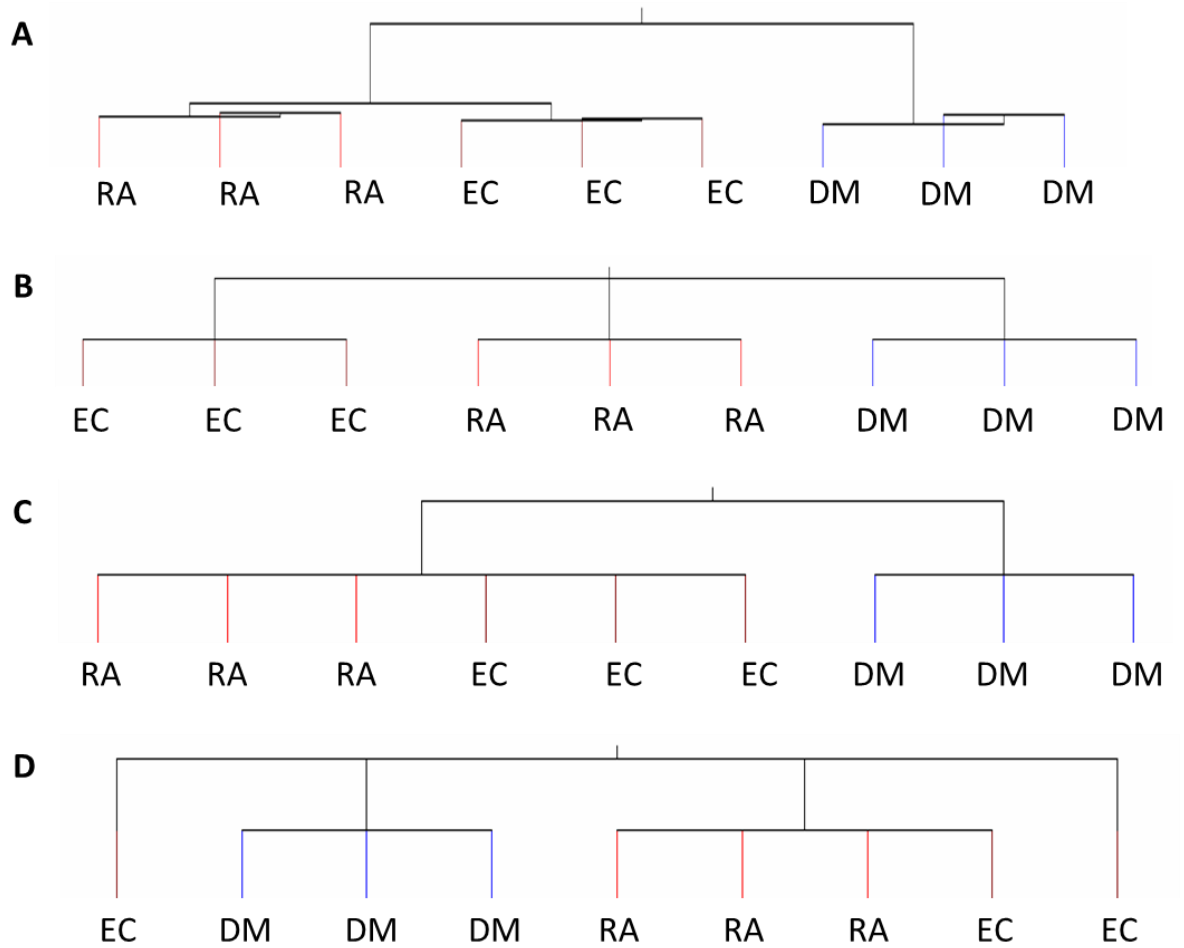 A
RA RA RA EC EC EC DM DM DM
B
EC EC EC RA RA RA DM DM DM
C
RA RA RA EC EC EC DM DM DM
D
EC DM DM DM RA RA RA EC EC